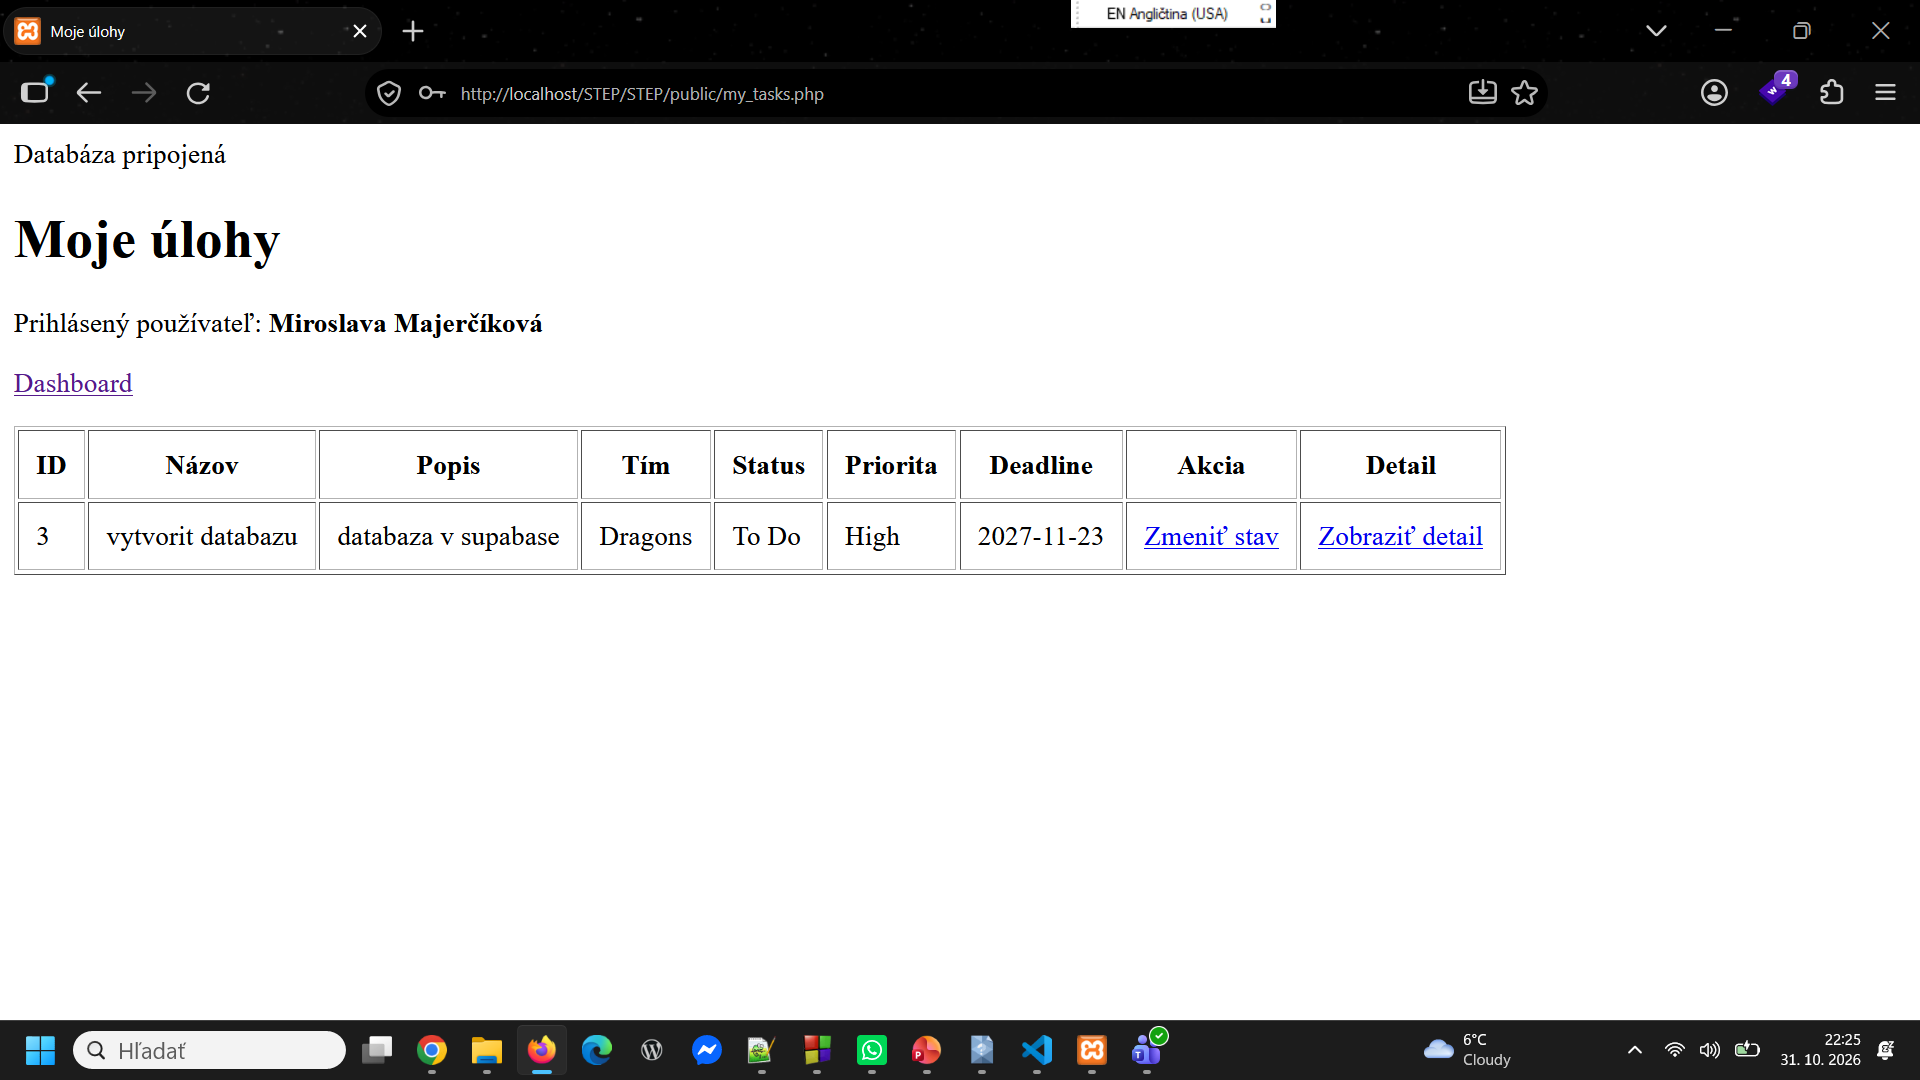 Moje úlohy
EN Angličtina (USA)
http://localhost/STEP/STEP/public/my_tasks.php
4
Databáza pripojená
Moje úlohy
Prihlásený používateľ: Miroslava Majerčíková
Dashboard
ID Názov Popis Tím Status Priorita Deadline Akcia Detail
3 vytvorit databazu databaza v supabase Dragons To Do High 2027-11-23 Zmeniť stav Zobraziť detail
Hľadať
6°C
Cloudy
22:25
31. 10. 2026